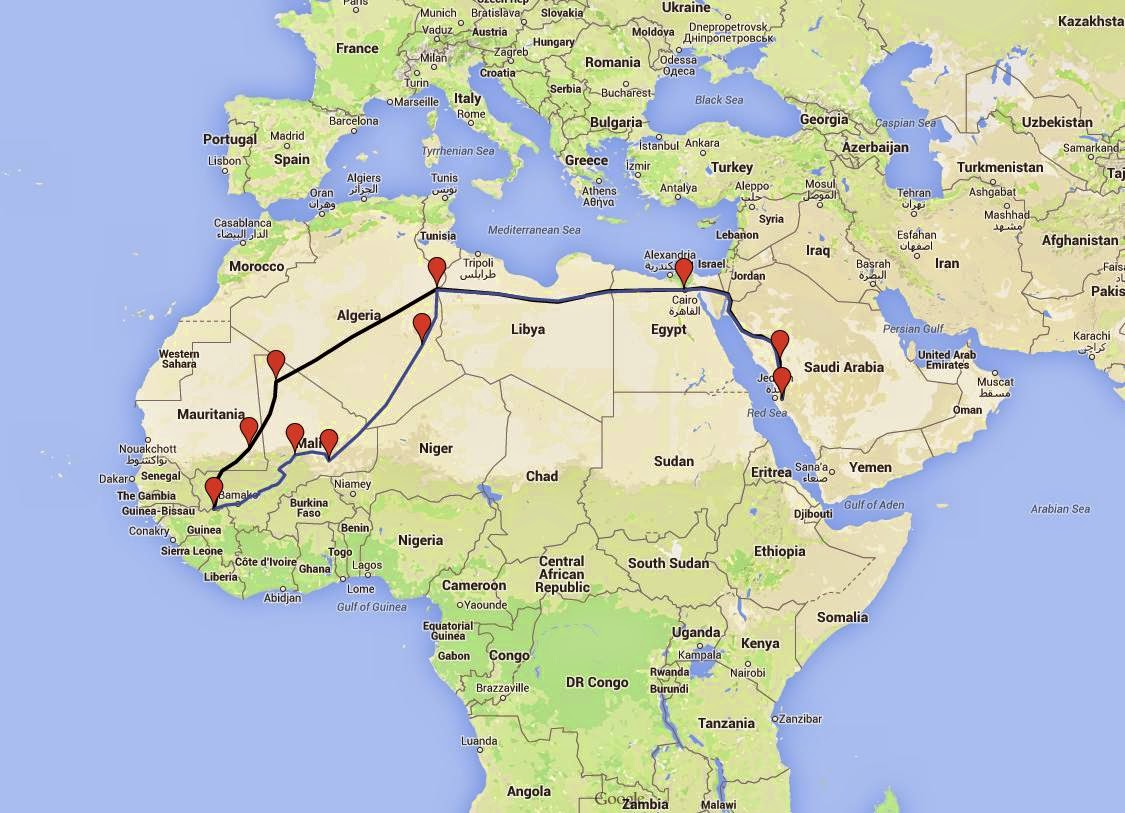 Paris
Czech Rep
Ukraine
Kazakhsta
Munich
Bratislava
Slovakia
Vaduz
Austria
Dnepropetrovsk
Дніпропетровськ
France
Hungary
Moldova
Milan
Zagreb
Odessa
Одеса
Turin
Croatia
Romania
Serbia
Bucharest
Marseille
Italy
Rome
Black Sea
Bulgaria
Georgia
Caspian Sea
Uzbekistan
Portugal
Madrid
Barcelona
Istanbul
Ankara
Azerbaijan
Samarkand
Lisbon
Spain
Tyrrhenian Sea
Greece
İzmir
Turkey
Turkmenistan
Taj
Algiers
الجزائر
Tunis
تونس
Athens
Αθήνα
Antalya
Aleppo
حلب
Mosul
الموصل
Tehran
تهران
Ashgabat
Oran
وهران
Mashhad
مشهد
Casablanca
الدار البيضاء
Tunisia
Mediterranean Sea
Syria
Lebanon
Iraq
Esfahan
اصفهان
Afghanistan
Morocco
Tripoli
طرابلس
Alexandria
Israel
Jordan
Basrah
البصرة
Iran
Faisa
Pakis
Algeria
Libya
Cairo
القاهرة
Egypt
Persian Gulf
Karachi
کراچی
Western
Sahara
Saudi Arabia
United Arab
Emirates
Muscat
مسقط
Mauritania
Red Sea
Oman
Nouakchott
نواكشوط
Mali
Niger
Chad
Sudan
Eritrea
Sana'a
صنعاء
Yemen
Dakar
Senegal
The Gambia
Bamako
Niamey
Guinea-Bissau
Burkina
Faso
Gulf of Aden
Arabian Sea
Djibouti
Conakry
Guinea
Benin
Sierra Leone
Côte d'Ivoire
Togo
Ghana
Lagos
Nigeria
Ethiopia
Liberia
Central
African
Republic
South Sudan
Abidjan
Lome
Cameroon
Gulf of Guinea
Yaounde
Somalia
Equatorial
Guinea
Uganda
Kenya
Gabon
Congo
Kampala
Nairobi
DR Congo
Rwanda
Burundi
Brazzaville
Tanzania
Zanzibar
Luanda
Angola
Google
Zambia
Malawi